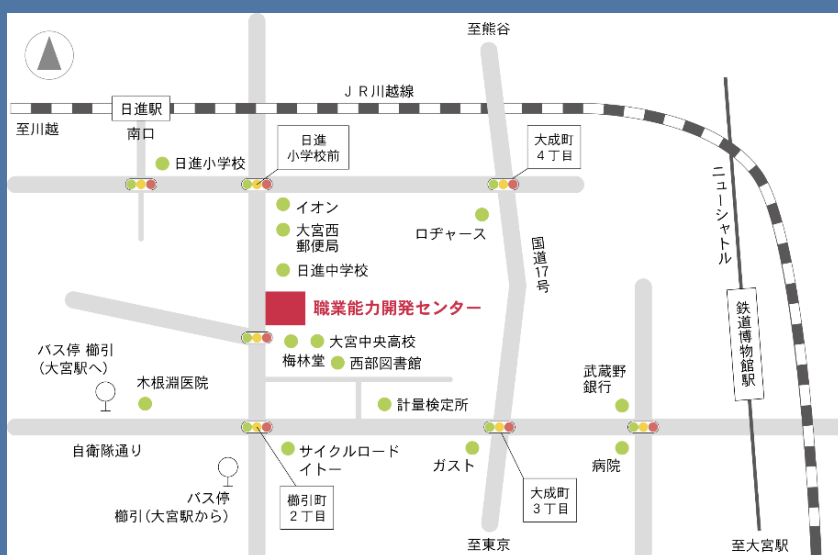 至熊谷
ＪＲ川越線
日進駅
至川越
南口
日進
小学校前
大成町
４丁目
日進小学校
ニューシャトル
イオン
大宮西
郵便局
ロヂャース
国道17号
日進中学校
職業能力開発センター
鉄道博物館駅
大宮中央高校
梅林堂
西部図書館
バス停 櫛引
（大宮駅へ）
木根淵医院
武蔵野
銀行
計量検定所
自衛隊通り
サイクルロード
イトー
ガスト
病院
バス停
櫛引（大宮駅から）
櫛引町
２丁目
大成町
３丁目
至東京
至大宮駅